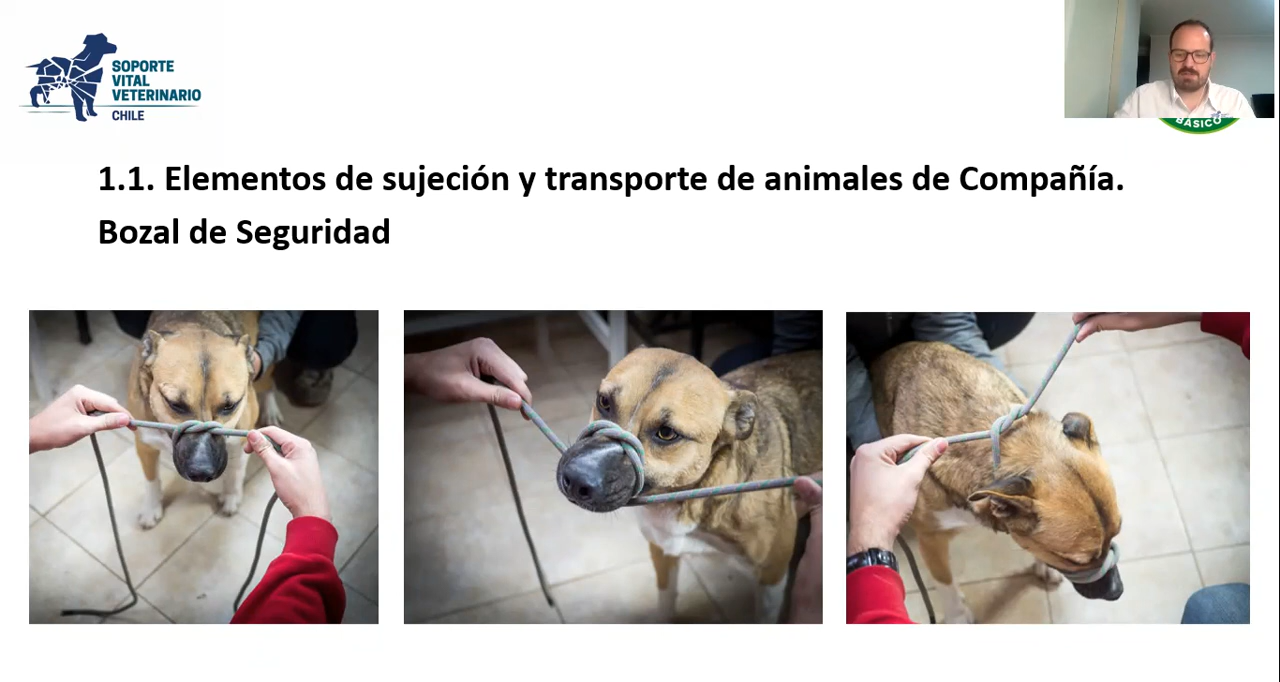 SOPORTE
VITAL
VETERINARIO
CHILE
BÁSICO
1.1. Elementos de sujeción y transporte de animales de Compañía.
Bozal de Seguridad